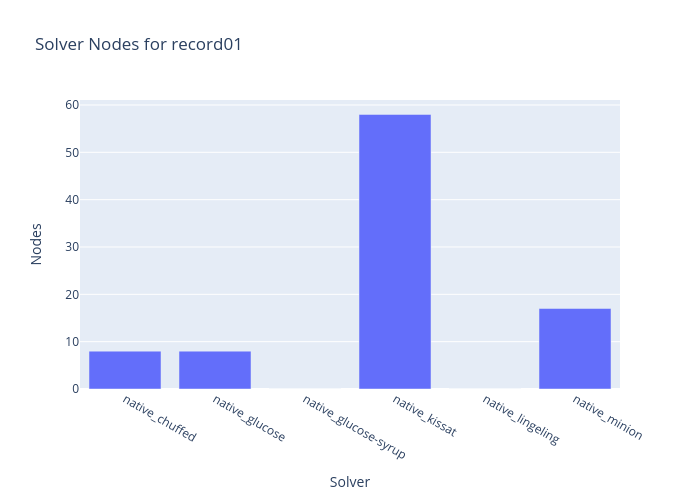 Solver Nodes for record01
60
50
40
30
20
10
0
Nodes
native_chuffed
native_glucose
native_glucose-syrup
native_kissat
native_lingeling
native_minion
Solver